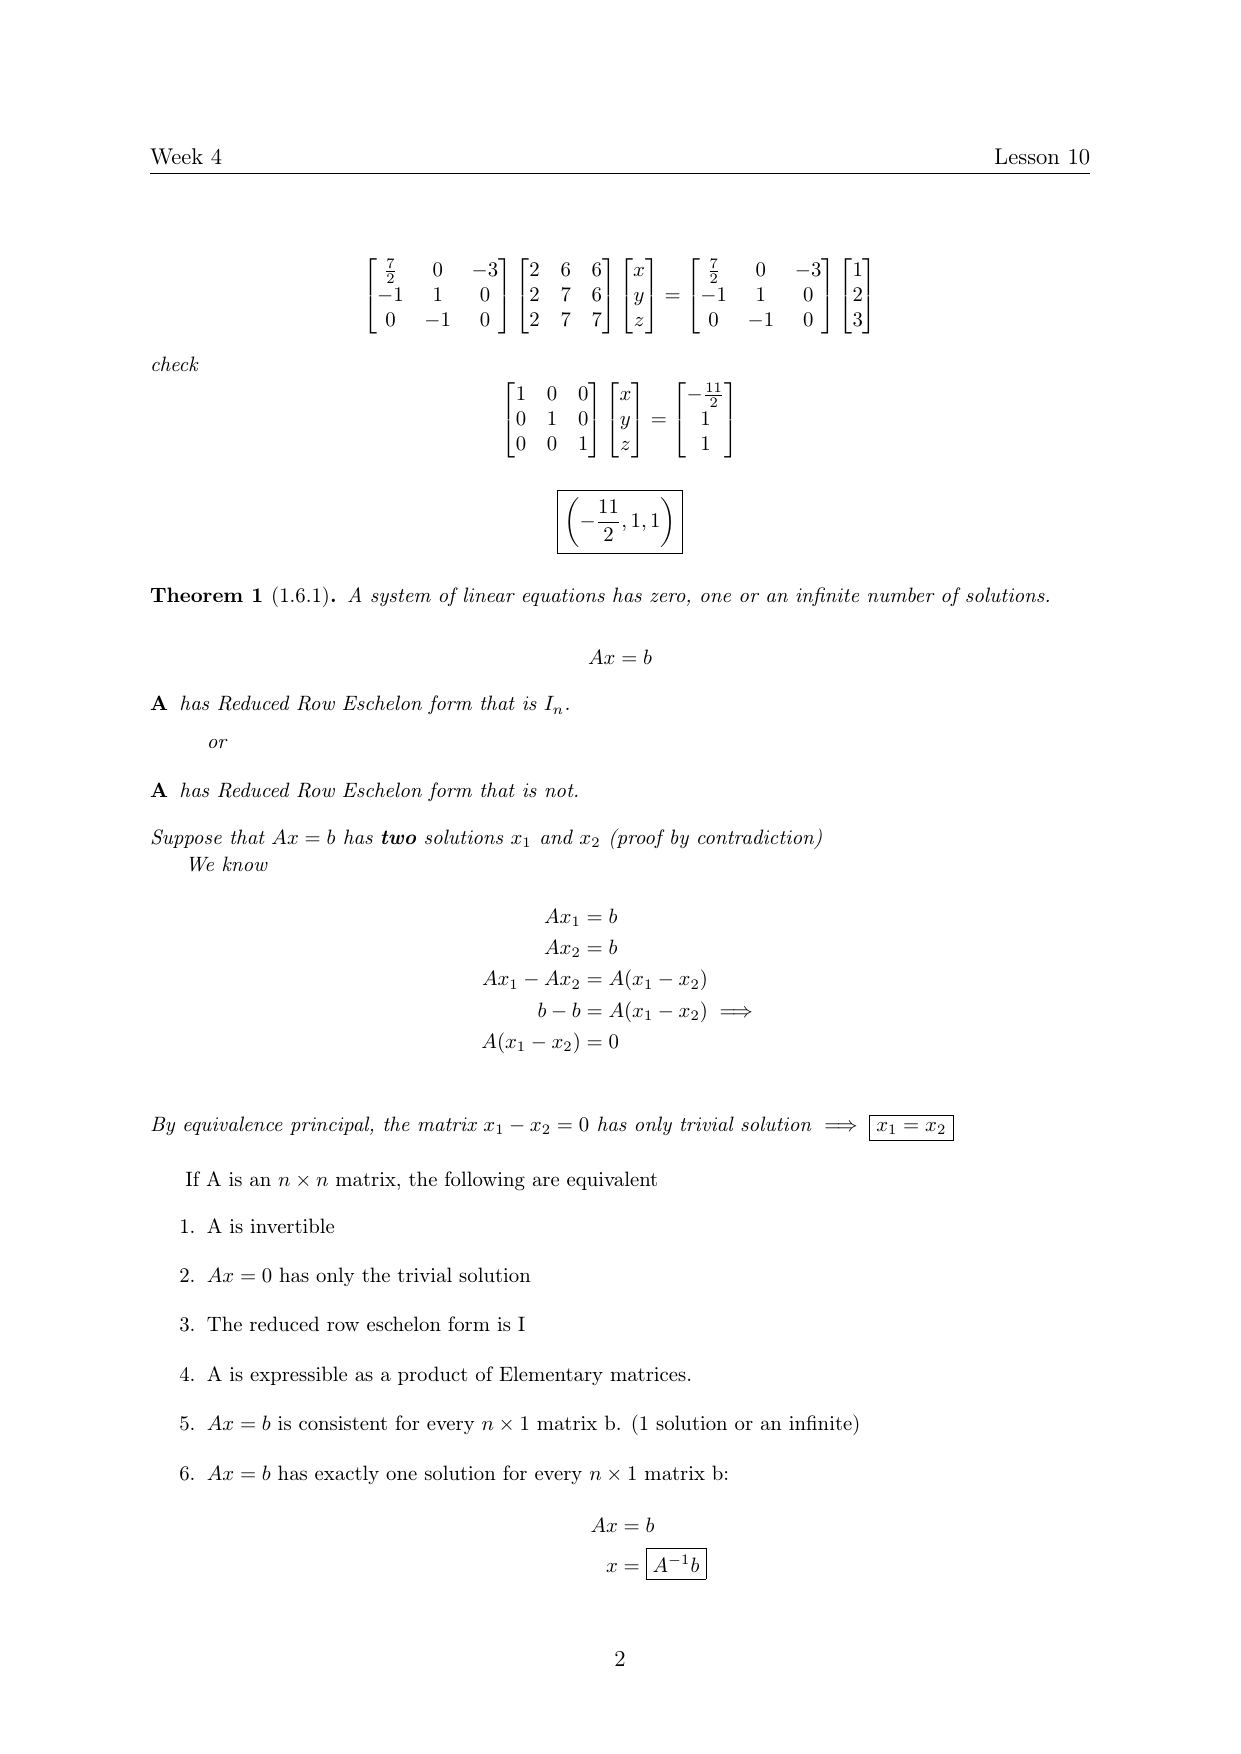 Week 4 Lesson 10
\begin{bmatrix} \frac{7}{2} & 0 & -3 \\ -1 & 1 & 0 \\ 0 & -1 & 0 \end{bmatrix} \begin{bmatrix} 2 & 6 & 6 \\ 2 & 7 & 6 \\ 2 & 7 & 7 \end{bmatrix} \begin{bmatrix} x \\ y \\ z \end{bmatrix} = \begin{bmatrix} \frac{7}{2} & 0 & -3 \\ -1 & 1 & 0 \\ 0 & -1 & 0 \end{bmatrix} \begin{bmatrix} 1 \\ 2 \\ 3 \end{bmatrix}
check
\begin{bmatrix} 1 & 0 & 0 \\ 0 & 1 & 0 \\ 0 & 0 & 1 \end{bmatrix} \begin{bmatrix} x \\ y \\ z \end{bmatrix} = \begin{bmatrix} -\frac{11}{2} \\ 1 \\ 1 \end{bmatrix}
\left( -\frac{11}{2}, 1, 1 \right)
Theorem 1 (1.6.1). A system of linear equations has zero, one or an infinite number of solutions.
Ax = b
A has Reduced Row Eschelon form that is I_n.
or
A has Reduced Row Eschelon form that is not.
Suppose that Ax = b has two solutions x_1 and x_2 (proof by contradiction)
We know
Ax_1 = b
Ax_2 = b
Ax_1 − Ax_2 = A(x_1 − x_2)
b − b = A(x_1 − x_2) ⟹
A(x_1 − x_2) = 0
By equivalence principal, the matrix x_1 − x_2 = 0 has only trivial solution ⟹ x_1 = x_2
If A is an n × n matrix, the following are equivalent
1. A is invertible
2. Ax = 0 has only the trivial solution
3. The reduced row eschelon form is I
4. A is expressible as a product of Elementary matrices.
5. Ax = b is consistent for every n × 1 matrix b. (1 solution or an infinite)
6. Ax = b has exactly one solution for every n × 1 matrix b:
Ax = b
x = A^{-1}b
2